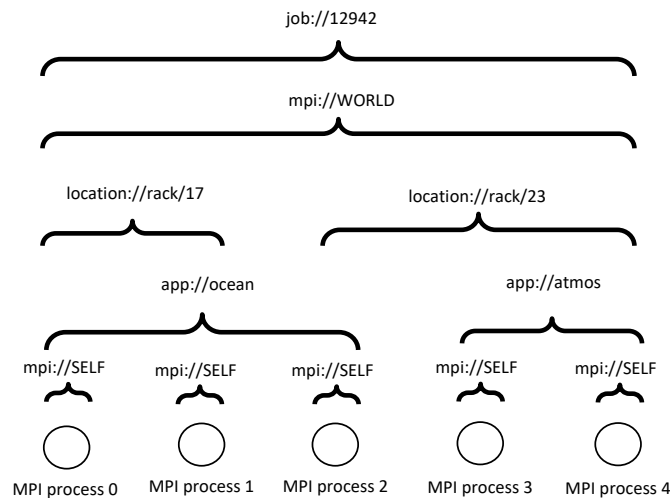 job://12942
mpi://WORLD
location://rack/17
location://rack/23
app://ocean
app://atmos
mpi://SELF
mpi://SELF
mpi://SELF
mpi://SELF
mpi://SELF
MPI process 0
MPI process 1
MPI process 2
MPI process 3
MPI process 4